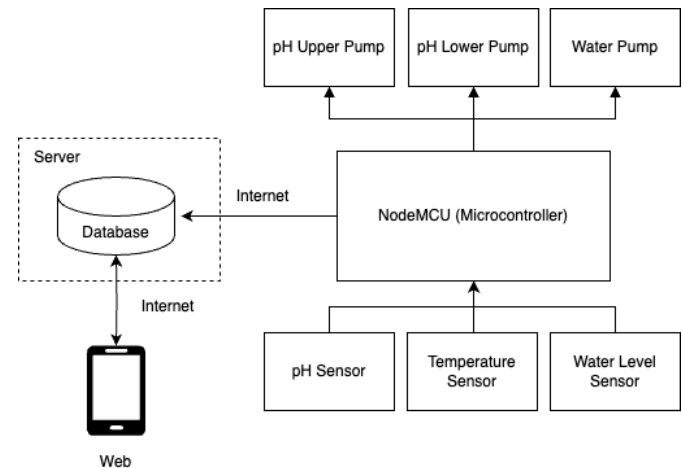 pH Upper Pump
pH Lower Pump
Water Pump
Server
Internet
NodeMCU (Microcontroller)
Database
Internet
pH Sensor
Temperature
Sensor
Water Level
Sensor
Web